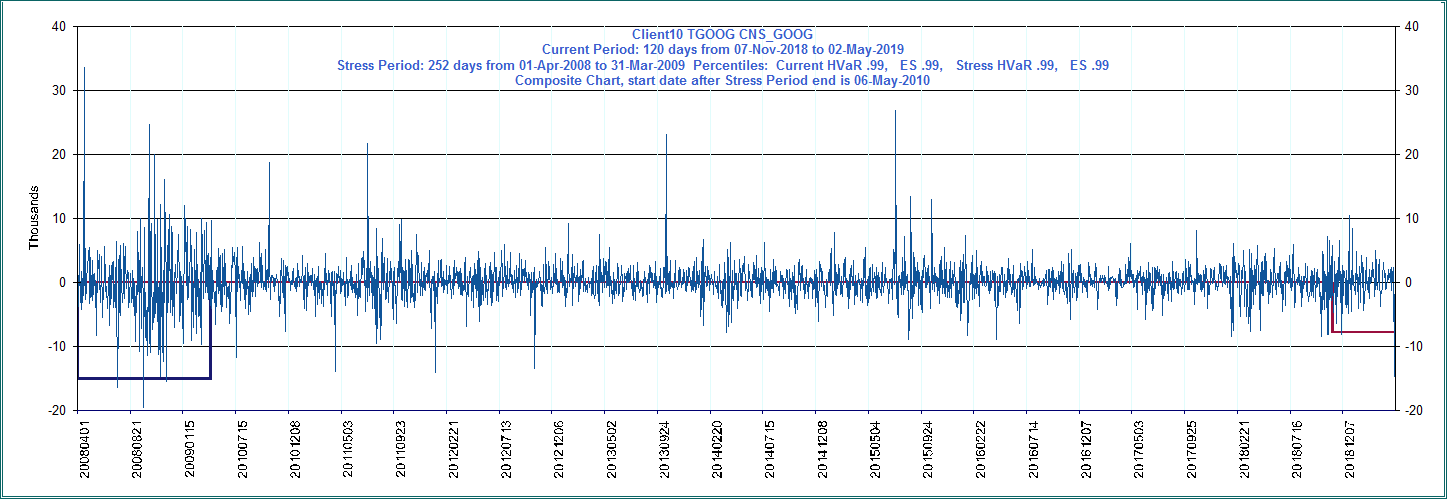 Client10 TGOOG CNS_GOOG
Current Period: 120 days from 07-Nov-2018 to 02-May-2019
Stress Period: 252 days from 01-Apr-2008 to 31-Mar-2009 Percentiles: Current HVaR .99, ES .99, Stress HVaR .99, ES .99
Composite Chart, start date after Stress Period end is 06-May-2010
40 40
30 30
20 20
10 10
0 0
-10 -10
-20 -20
Thousands
20080401 20080821 20090115 20100715 20101208 20110503 20110923 20120221 20120713 20121206 20130502 20130924 20140220 20140715 20141208 20150504 20150924 20160222 20160714 20161207 20170503 20170925 20180221 20180716 20181207